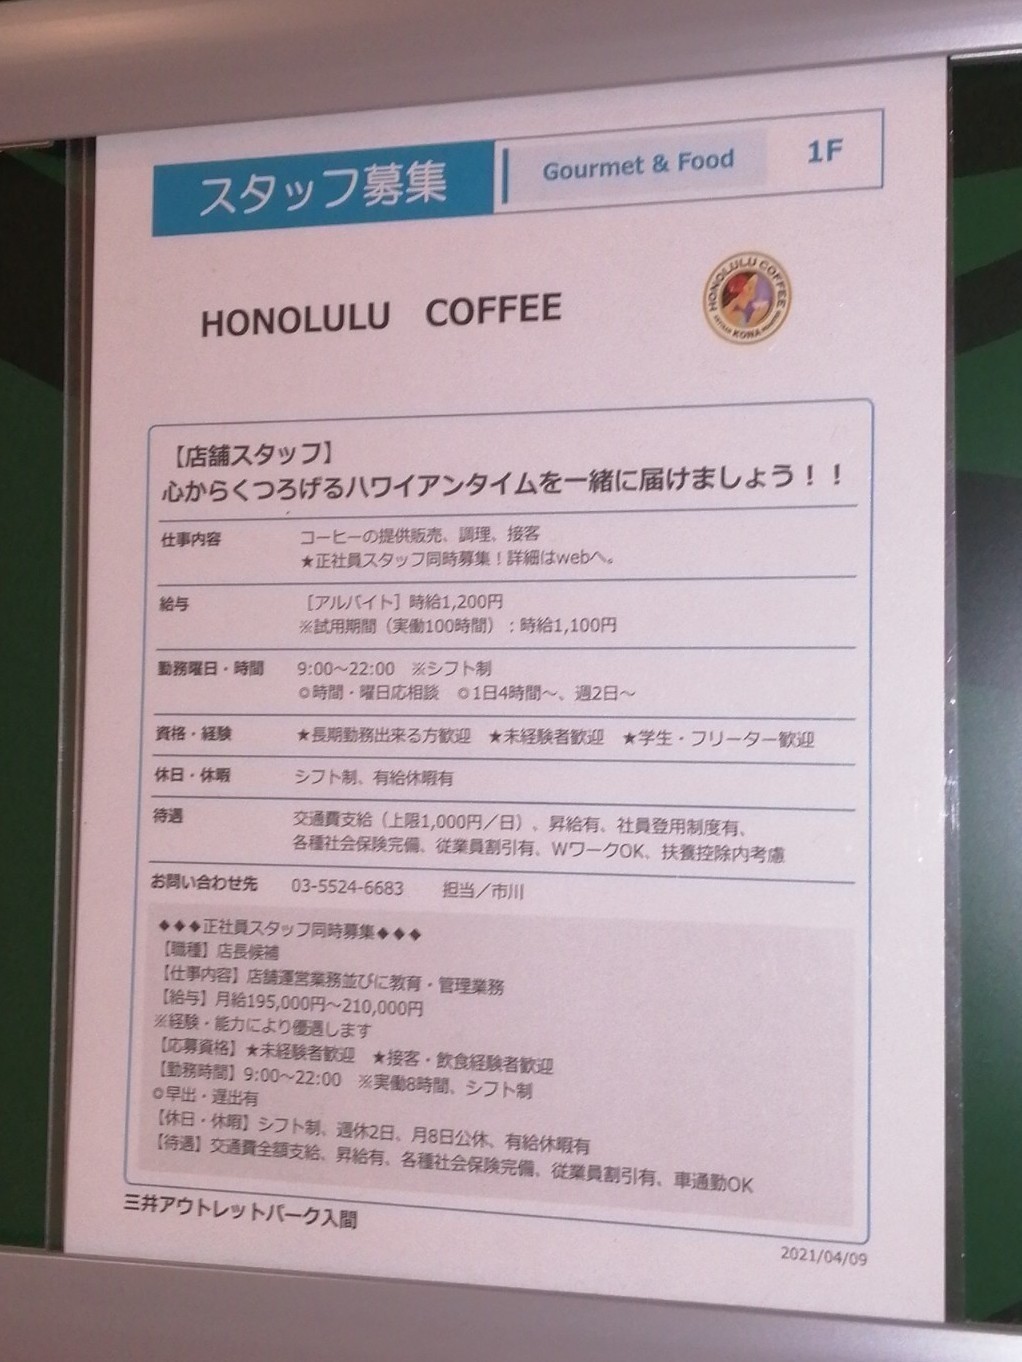 スタッフ募集
Gourmet & Food
1F
HONOLULU COFFEE
HONOLULU COFFEE
KONA
【店舗スタッフ】
心からくつろげるハワイアンタイムを一緒に届けましょう！！
仕事内容 コーヒーの提供販売、調理、接客
★正社員スタッフ同時募集！詳細はwebへ。
給与 ［アルバイト］時給1,200円
※試用期間（実働100時間）：時給1,100円
勤務曜日・時間 9:00～22:00 ※シフト制
◎時間・曜日応相談 ◎1日4時間～、週2日～
資格・経験 ★長期勤務出来る方歓迎 ★未経験者歓迎 ★学生・フリーター歓迎
休日・休暇 シフト制、有給休暇有
待遇 交通費支給（上限1,000円／日）、昇給有、社員登用制度有、
各種社会保険完備、従業員割引有、WワークOK、扶養控除内考慮
お問い合わせ先 03-5524-6683 担当／市川
◆◆◆正社員スタッフ同時募集◆◆◆
【職種】店長候補
【仕事内容】店舗運営業務並びに教育・管理業務
【給与】月給195,000円～210,000円
※経験・能力により優遇します
【応募資格】★未経験者歓迎 ★接客・飲食経験者歓迎
【勤務時間】9:00～22:00 ※実働8時間、シフト制
◎早出・遅出有
【休日・休暇】シフト制、週休2日、月8日公休、有給休暇有
【待遇】交通費全額支給、昇給有、各種社会保険完備、従業員割引有、車通勤OK
三井アウトレットパーク入間
2021/04/09